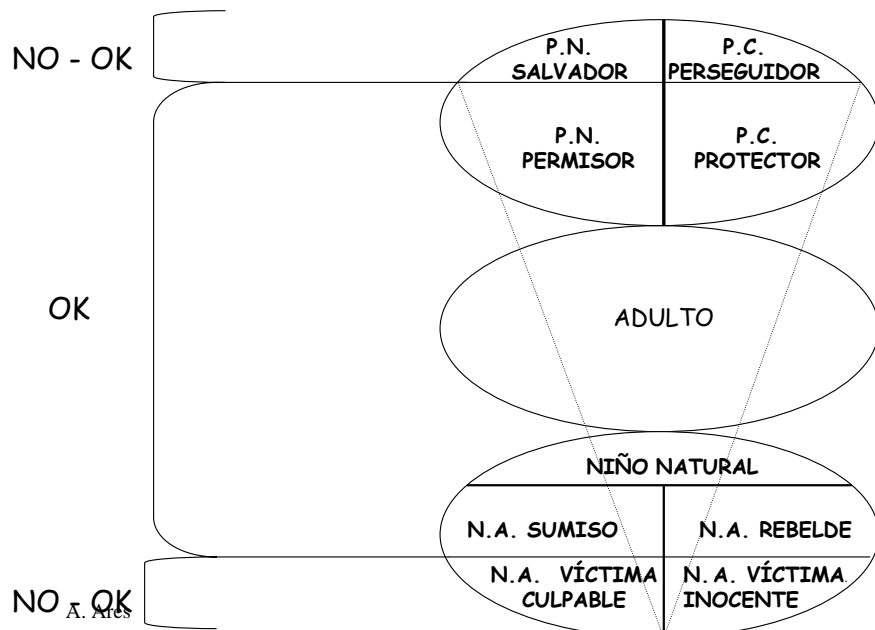 NO - OK
P.N.
SALVADOR
P.C.
PERSEGUIDOR
P.N.
PERMISOR
P.C.
PROTECTOR
OK
ADULTO
NIÑO NATURAL
N.A. SUMISO
N.A. REBELDE
N.A. VÍCTIMA
CULPABLE
N.A. VÍCTIMA
INOCENTE
NO - OK
A. Ares